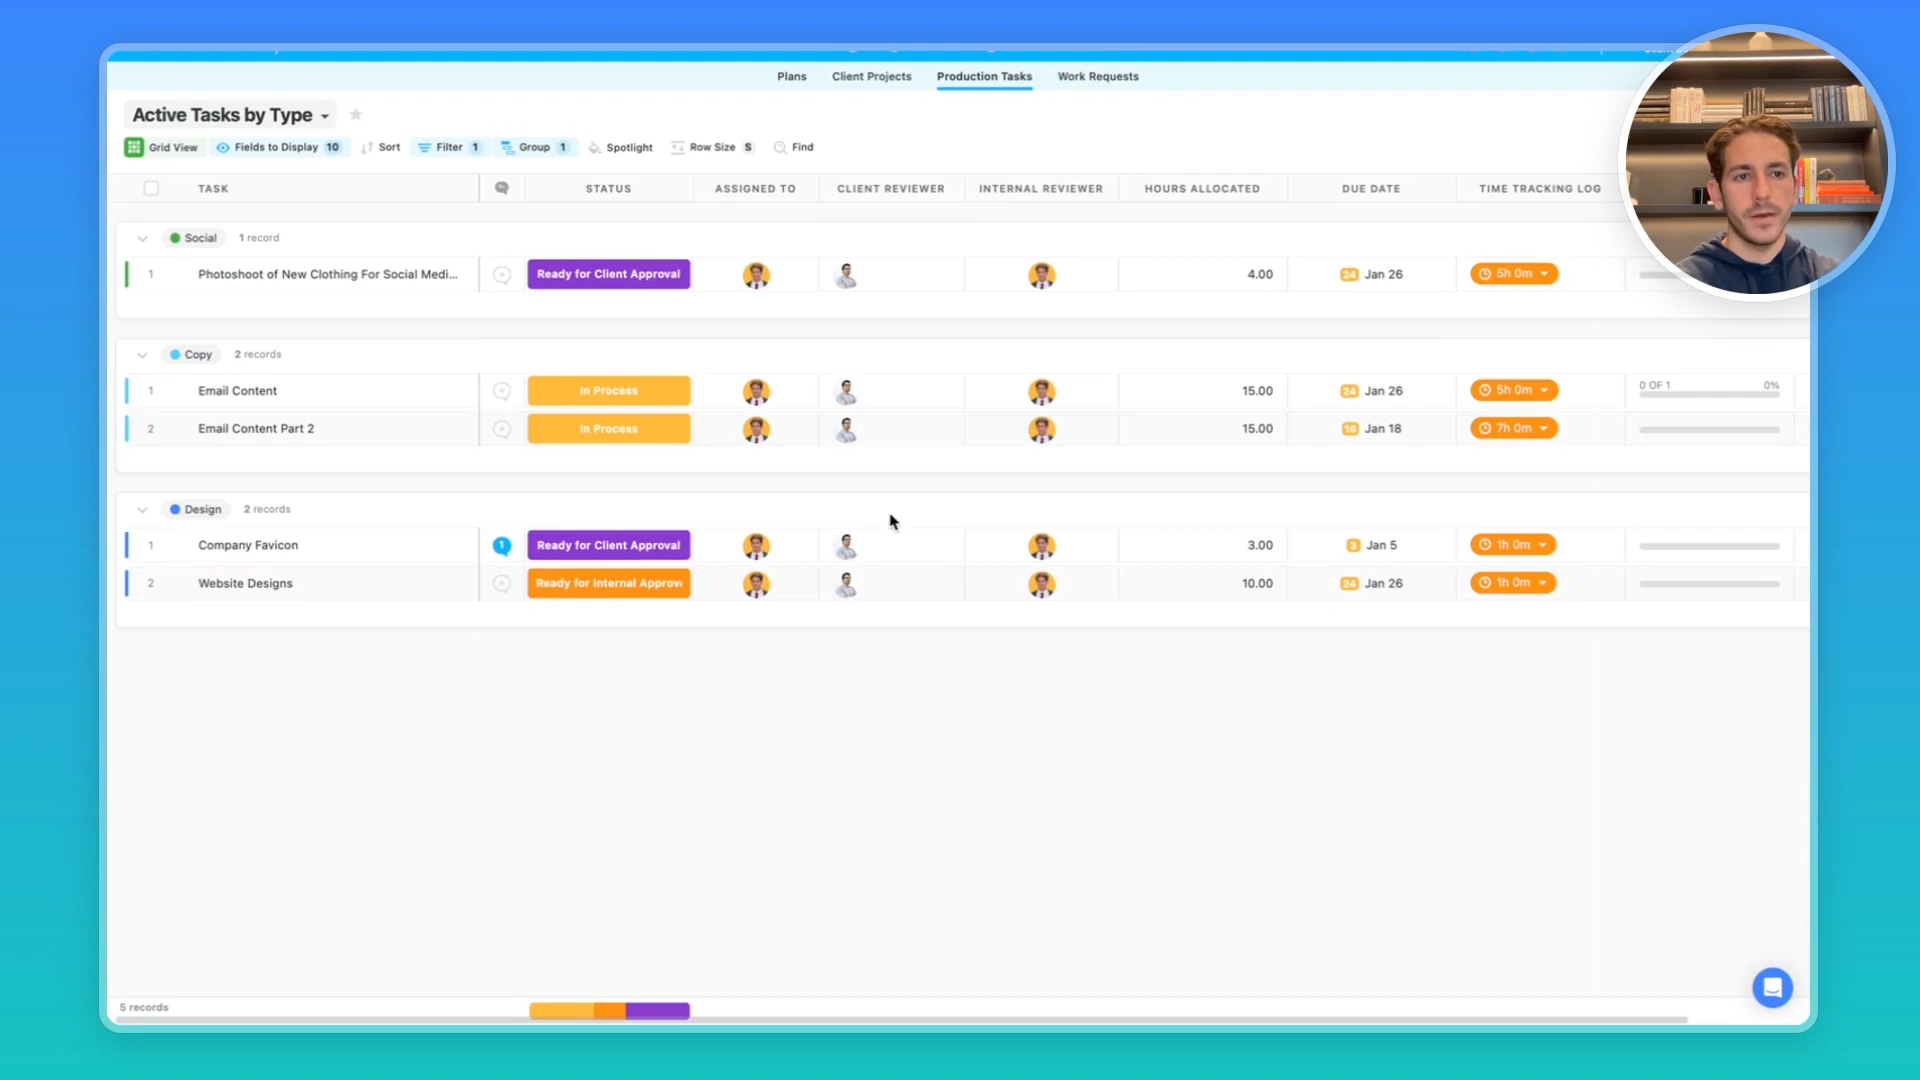 Plans Client Projects Production Tasks Work Requests
Active Tasks by Type
Grid View Fields to Display 10 Sort Filter 1 Group 1 Spotlight Row Size S Find
TASK STATUS ASSIGNED TO CLIENT REVIEWER INTERNAL REVIEWER HOURS ALLOCATED DUE DATE TIME TRACKING LOG
Social 1 record
1 Photoshoot of New Clothing For Social Medi... Ready for Client Approval 4.00 24 Jan 26 5h 0m
Copy 2 records
1 Email Content In Process 15.00 24 Jan 26 5h 0m 0 OF 1 0%
2 Email Content Part 2 In Process 15.00 16 Jan 18 7h 0m
Design 2 records
1 Company Favicon 1 Ready for Client Approval 3.00 3 Jan 5 1h 0m
2 Website Designs Ready for Internal Approv 10.00 24 Jan 26 1h 0m
5 records